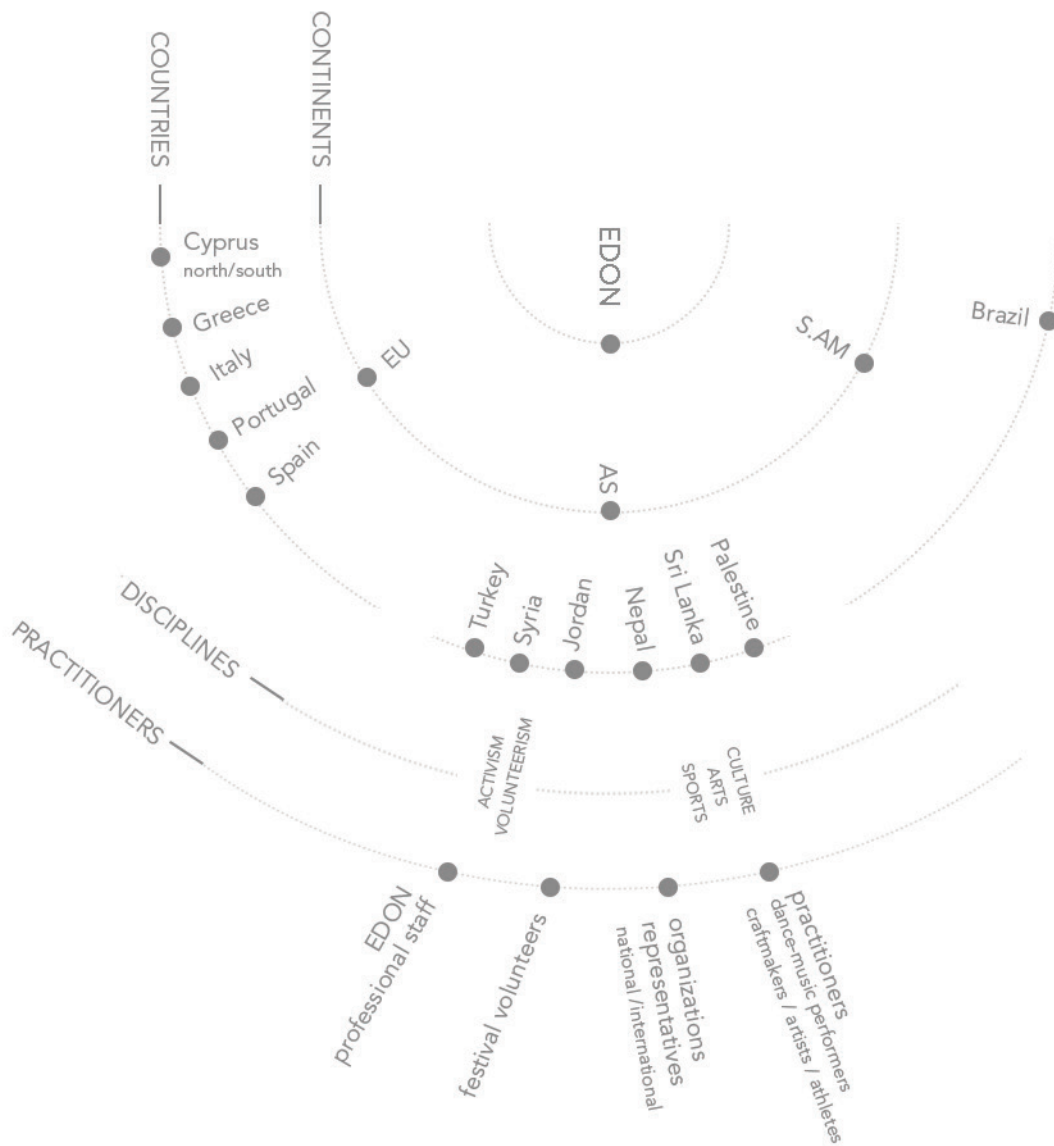 COUNTRIES
CONTINENTS
EDON
Cyprus
north/south
Greece
Italy
Portugal
Spain
EU
AS
S.AM
Brazil
Turkey
Syria
Jordan
Nepal
Sri Lanka
Palestine
DISCIPLINES
ACTIVISM
VOLUNTEERISM
CULTURE
ARTS
SPORTS
PRACTITIONERS
EDON
professional staff
festival volunteers
organizations
representatives
national /international
practitioners
dance-music performers
craftmakers / artists / athletes